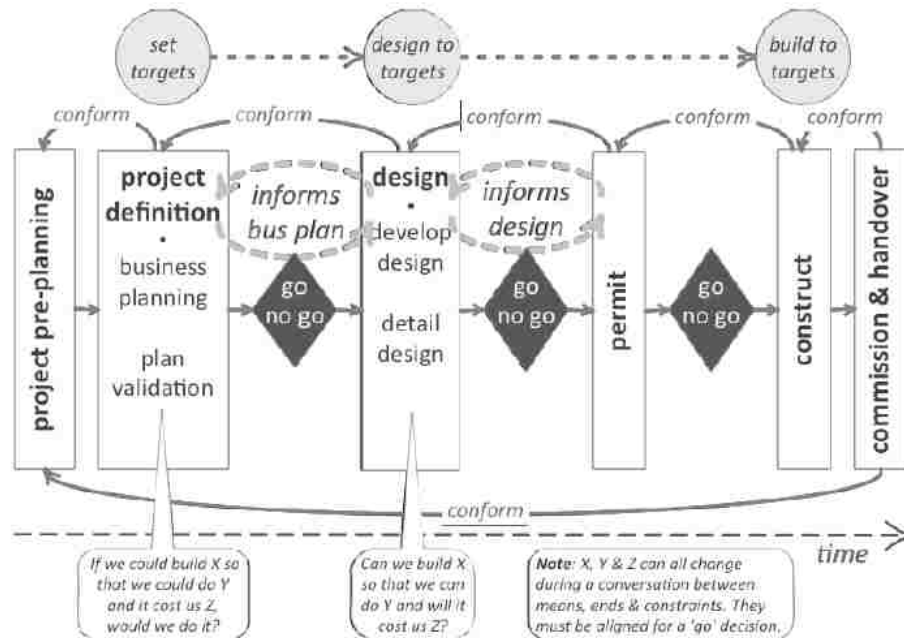 set
targets
design to
targets
build to
targets
conform
conform
conform
conform
conform
project pre-planning
project
definition
•
business
planning
plan
validation
informs
bus plan
go
no go
design
•
develop
design
detail
design
informs
design
go
no go
permit
go
no go
construct
commission & handover
conform
time
If we could build X so
that we could do Y
and it cost us Z,
would we do it?
Can we build X
so that we can
do Y and will it
cost us Z?
Note: X, Y & Z can all change
during a conversation between
means, ends & constraints. They
must be aligned for a 'go' decision.